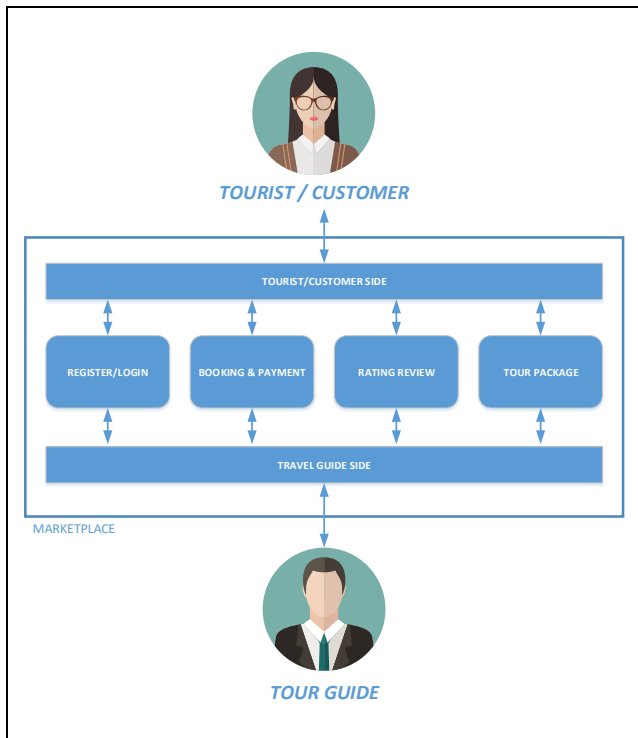 TOURIST / CUSTOMER
TOURIST/CUSTOMER SIDE
REGISTER/LOGIN
BOOKING & PAYMENT
RATING REVIEW
TOUR PACKAGE
TRAVEL GUIDE SIDE
MARKETPLACE
TOUR GUIDE